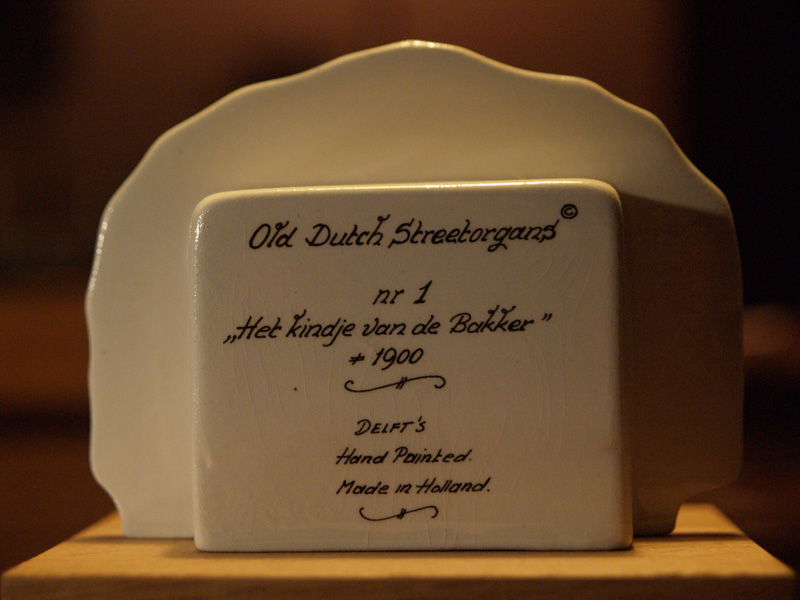 Old Dutch Streetorgans ©
nr 1
„Het kindje van de Bakker”
≠ 1900
DELFT'S
Hand Painted.
Made in Holland.